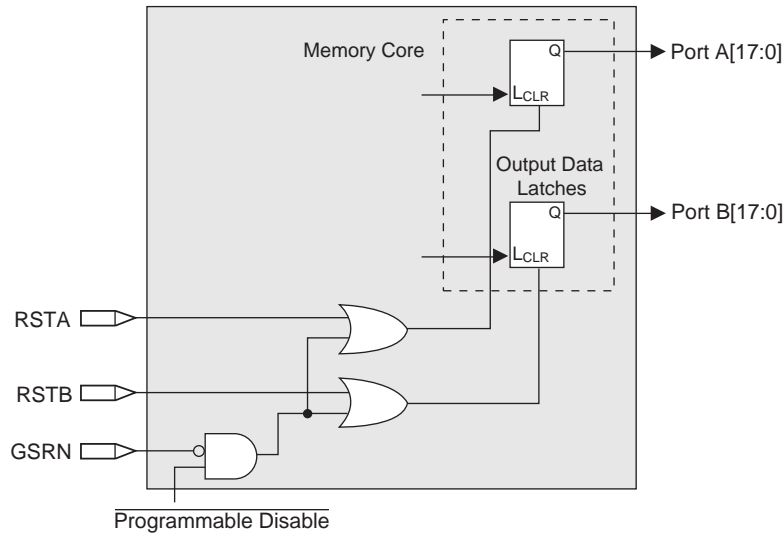 Memory Core
Q
Port A[17:0]
LCLR
Output Data
Latches
Q
Port B[17:0]
LCLR
RSTA
RSTB
GSRN
Programmable Disable